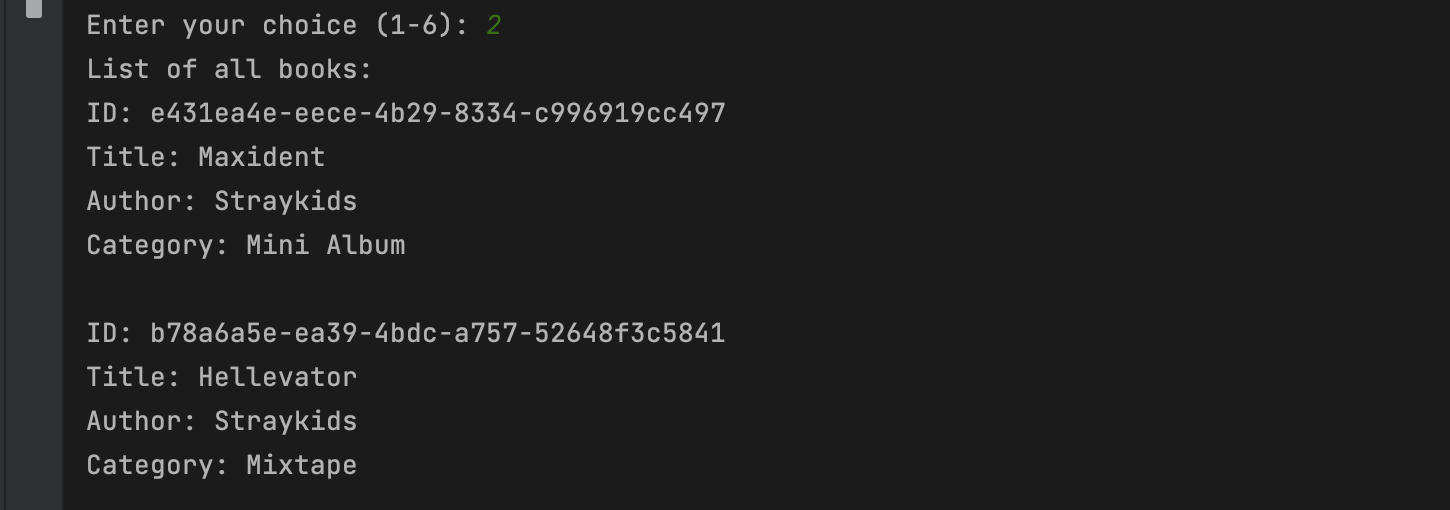 Enter your choice (1-6): 2
List of all books:
ID: e431ea4e-eece-4b29-8334-c996919cc497
Title: Maxident
Author: Straykids
Category: Mini Album
ID: b78a6a5e-ea39-4bdc-a757-52648f3c5841
Title: Hellevator
Author: Straykids
Category: Mixtape